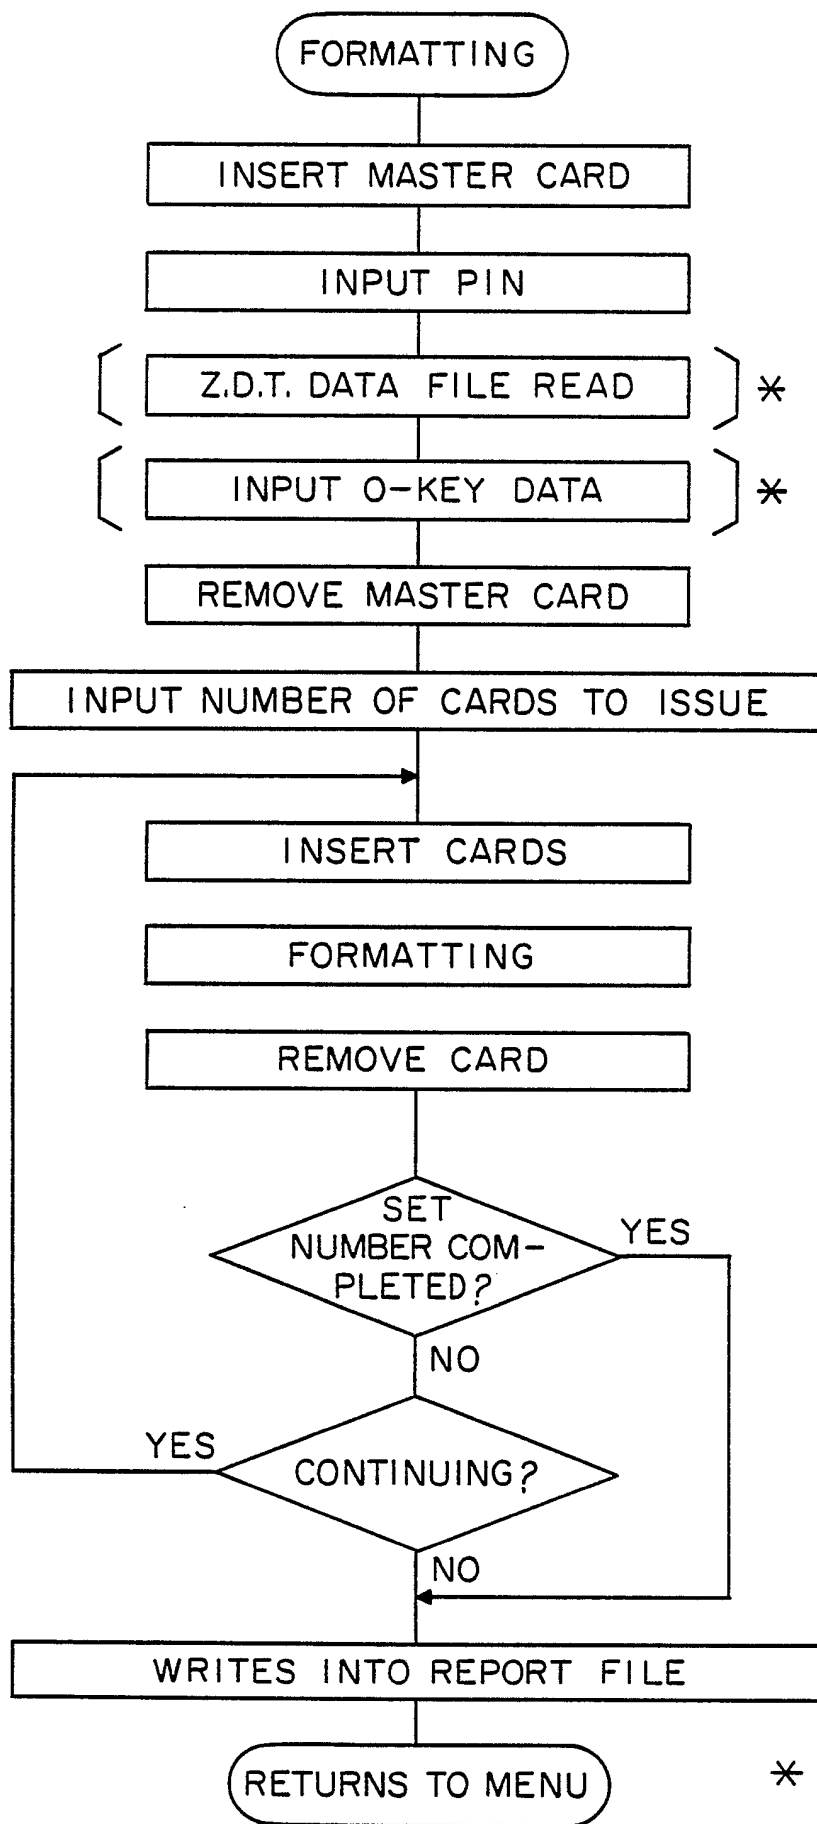 FORMATTING
INSERT MASTER CARD
INPUT PIN
Z.D.T. DATA FILE READ *
INPUT O-KEY DATA *
REMOVE MASTER CARD
INPUT NUMBER OF CARDS TO ISSUE
INSERT CARDS
FORMATTING
REMOVE CARD
SET
NUMBER COM-
PLETED?
YES
NO
YES
CONTINUING?
NO
WRITES INTO REPORT FILE
RETURNS TO MENU
*